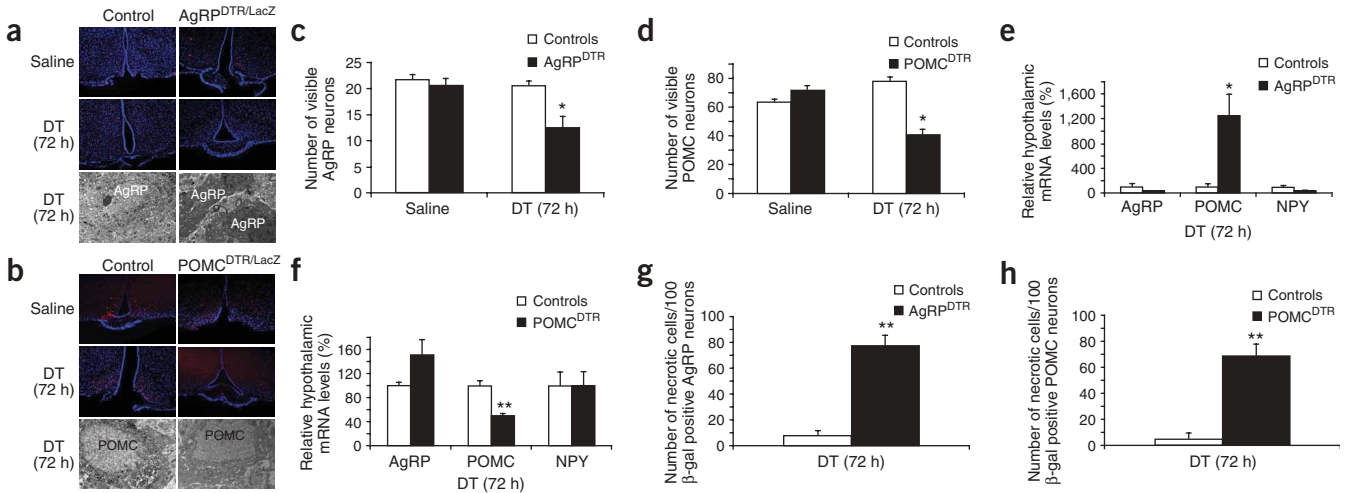 a
Control AgRP^DTR/LacZ
Saline
DT
(72 h)
DT
(72 h)
AgRP
AgRP
AgRP
b
Control POMC^DTR/LacZ
Saline
DT
(72 h)
DT
(72 h)
POMC
POMC
c
Controls
AgRP^DTR
Number of visible
AgRP neurons
25
20
15
10
5
0
*
Saline DT (72 h)
d
Controls
POMC^DTR
Number of visible
POMC neurons
80
60
40
20
0
*
Saline DT (72 h)
e
Controls
AgRP^DTR
Relative hypothalamic
mRNA levels (%)
1,600
1,200
800
400
0
*
AgRP POMC NPY
DT (72 h)
f
Controls
POMC^DTR
Relative hypothalamic
mRNA levels (%)
160
120
80
40
0
**
AgRP POMC NPY
DT (72 h)
g
Controls
AgRP^DTR
Number of necrotic cells/100
β-gal positive AgRP neurons
100
80
60
40
20
0
**
DT (72 h)
h
Controls
POMC^DTR
Number of necrotic cells/100
β-gal positive POMC neurons
100
80
60
40
20
0
**
DT (72 h)